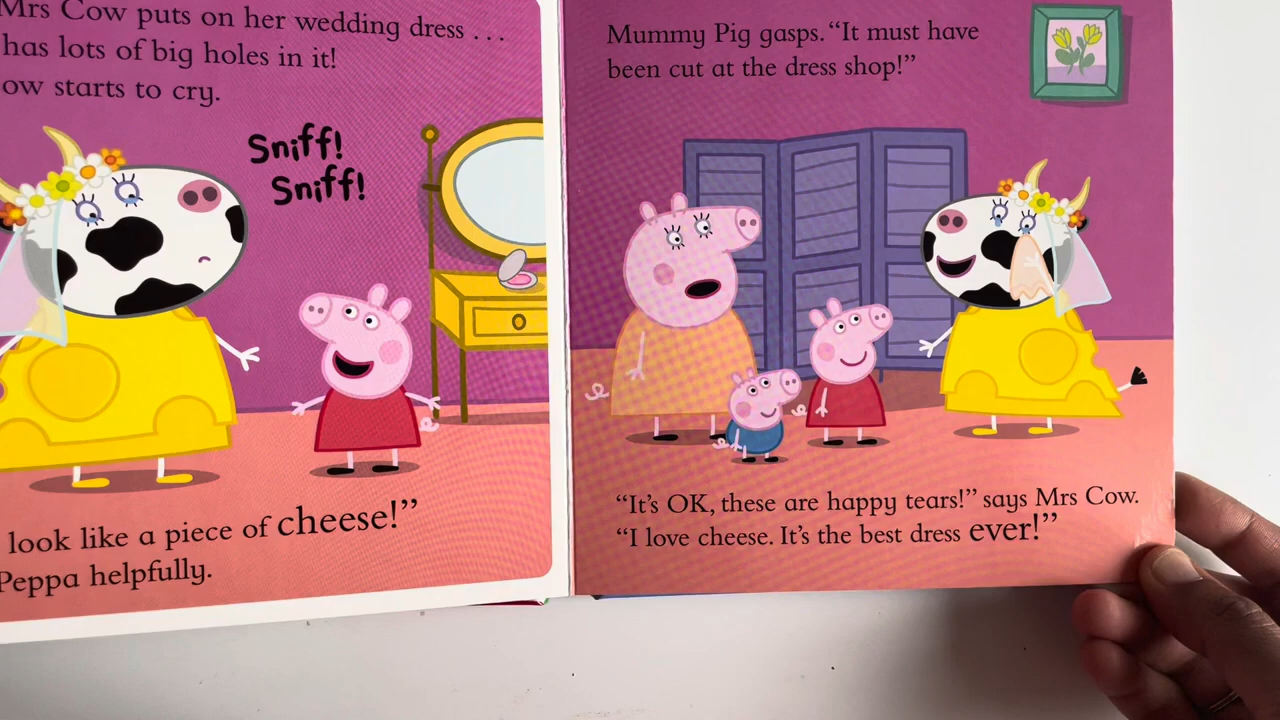 Mrs Cow puts on her wedding dress . . .
has lots of big holes in it!
ow starts to cry.
Sniff!
Sniff!
look like a piece of cheese!”
Peppa helpfully.
Mummy Pig gasps. “It must have
been cut at the dress shop!”
“It’s OK, these are happy tears!” says Mrs Cow.
“I love cheese. It’s the best dress ever!”